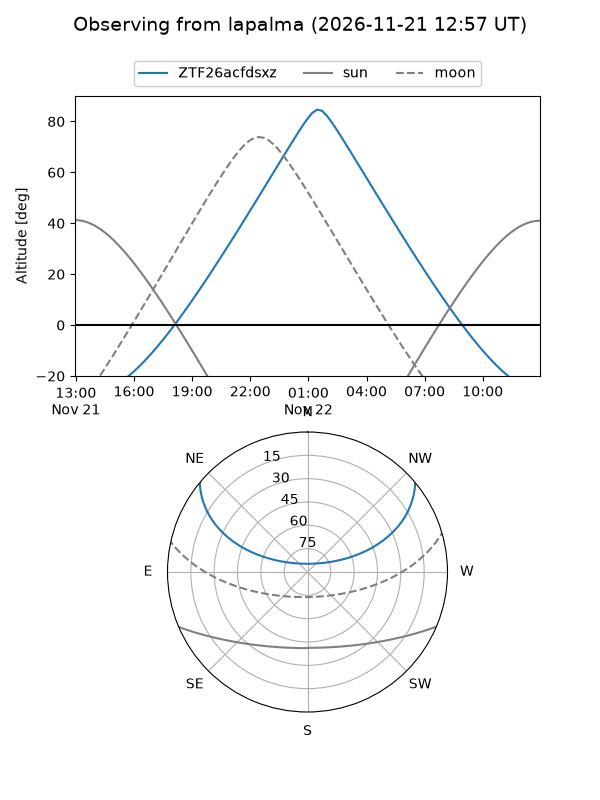 Observing from lapalma (2026-11-21 12:57 UT)
ZTF26acfdsxz sun moon
Altitude [deg]
80
60
40
20
0
−20
13:00 16:00 19:00 22:00 01:00 04:00 07:00 10:00
Nov 21 Nov 22
N
NE NW
15
30
45
60
75
E W
SE SW
S